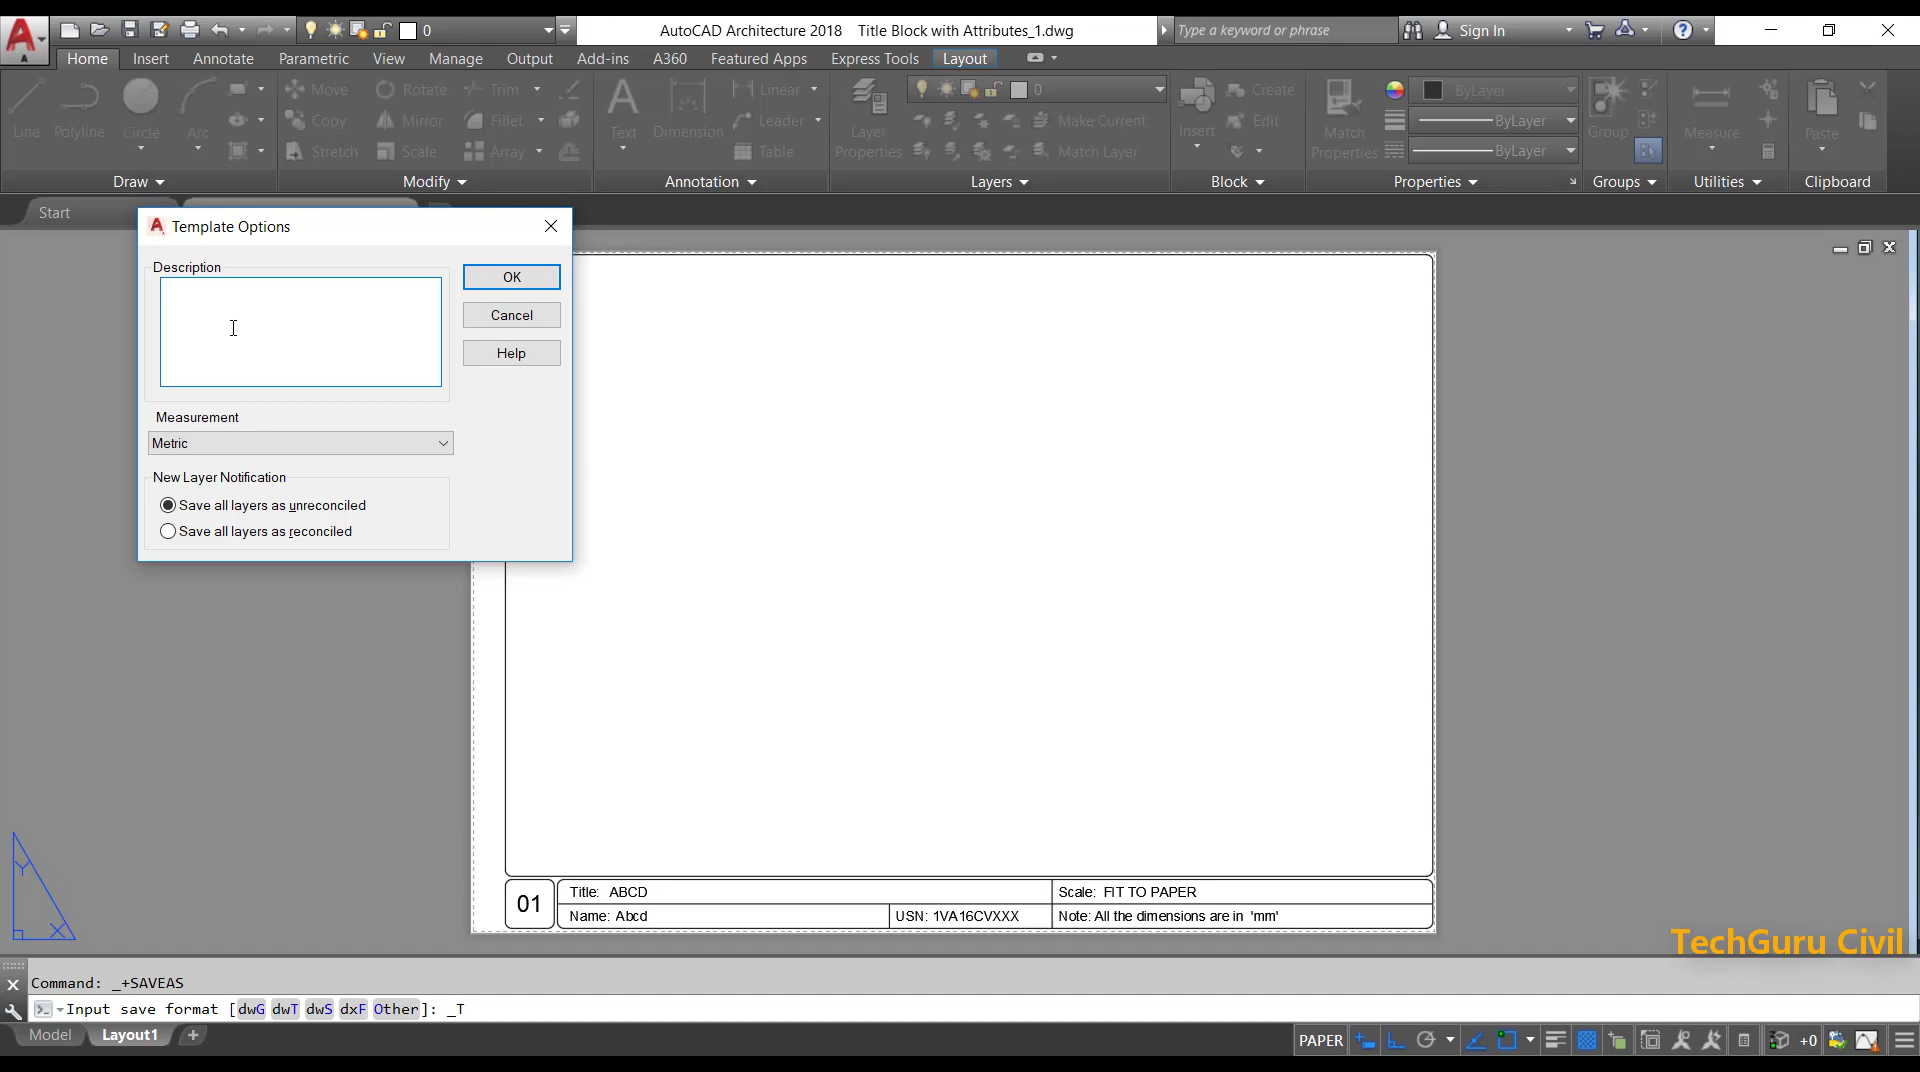 AutoCAD Architecture 2018 Title Block with Attributes_1.dwg
Type a keyword or phrase
Sign In
0
Home Insert Annotate Parametric View Manage Output Add-ins A360 Featured Apps Express Tools Layout
Line Polyline Circle Arc
Move Rotate Trim
Copy Mirror Fillet
Stretch Scale Array
Text Dimension
Linear
Leader
Table
Layer
Properties
0
Make Current
Match Layer
Insert
Create
Edit
Match
Properties
ByLayer
ByLayer
ByLayer
Group
Measure
Paste
Draw Modify Annotation Layers Block Properties Groups Utilities Clipboard
Start
Template Options
Description
OK
Cancel
Help
Measurement
Metric
New Layer Notification
Save all layers as unreconciled
Save all layers as reconciled
01
Title: ABCD
Scale: FIT TO PAPER
Name: Abcd
USN: 1VA16CVXXX
Note: All the dimensions are in 'mm'
Y
X
TechGuru Civil
Command: _+SAVEAS
Input save format [dwG dwT dwS dxF Other]: _T
Model Layout1 +
PAPER
+0